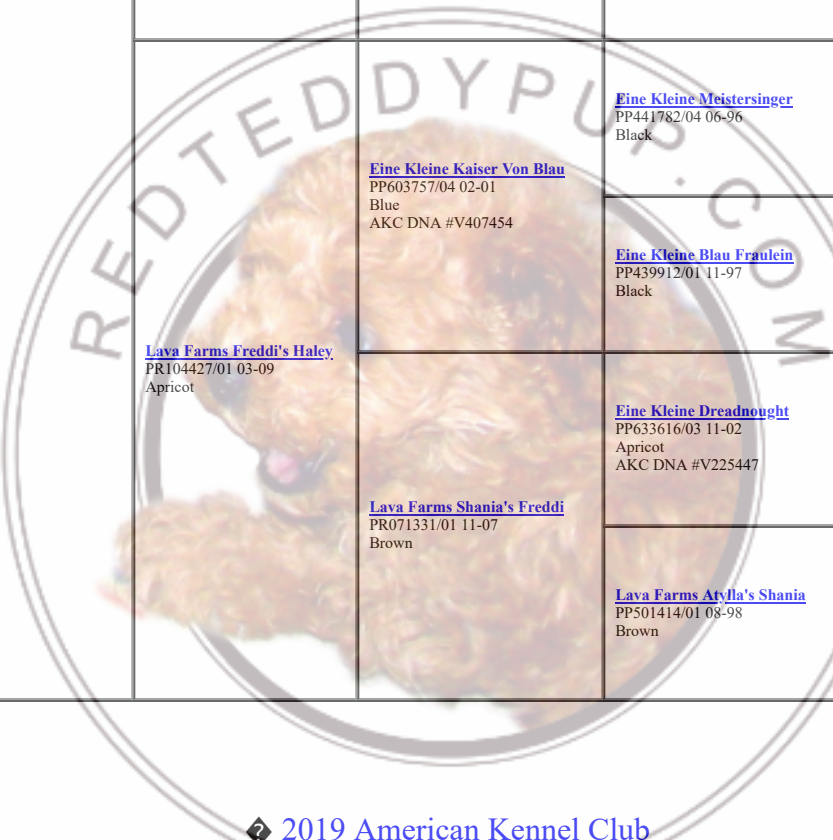 REDTEDDYPUP.COM
Eine Kleine Meistersinger
PP441782/04 06-96
Black
Eine Kleine Kaiser Von Blau
PP603757/04 02-01
Blue
AKC DNA #V407454
Eine Kleine Blau Fraulein
PP439912/01 11-97
Black
Lava Farms Freddi's Haley
PR104427/01 03-09
Apricot
Eine Kleine Dreadnought
PP633616/03 11-02
Apricot
AKC DNA #V225447
Lava Farms Shania's Freddi
PR071331/01 11-07
Brown
Lava Farms Atylla's Shania
PP501414/01 08-98
Brown
� 2019 American Kennel Club